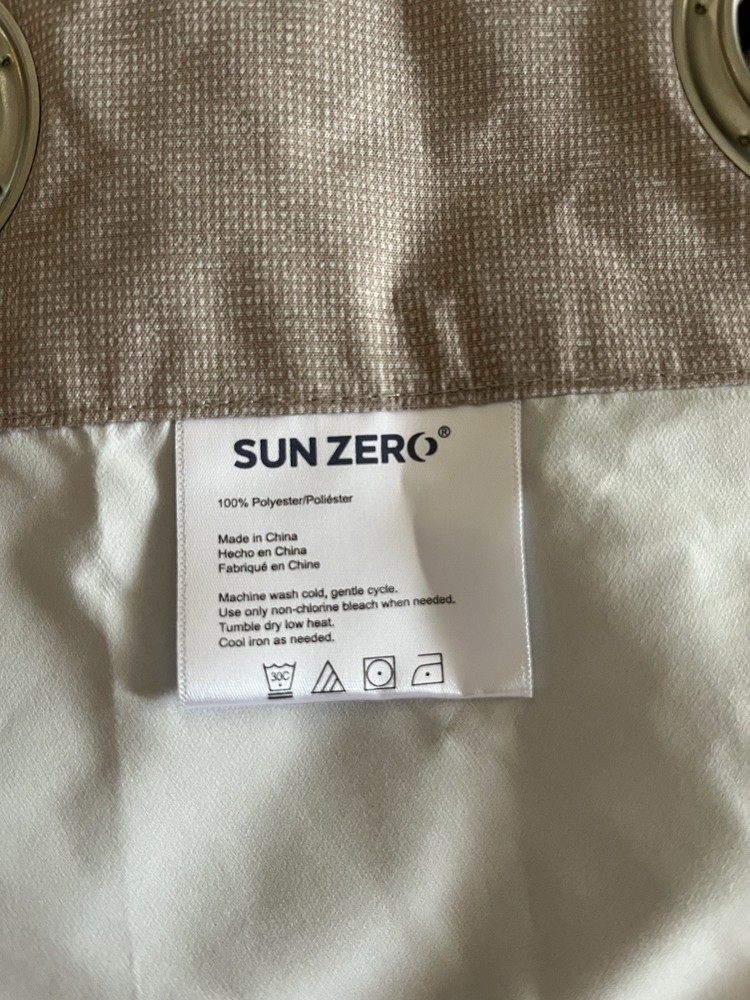 SUN ZERO®
100% Polyester/Poliéster
Made in China
Hecho en China
Fabriqué en Chine
Machine wash cold, gentle cycle.
Use only non-chlorine bleach when needed.
Tumble dry low heat.
Cool iron as needed.
30C